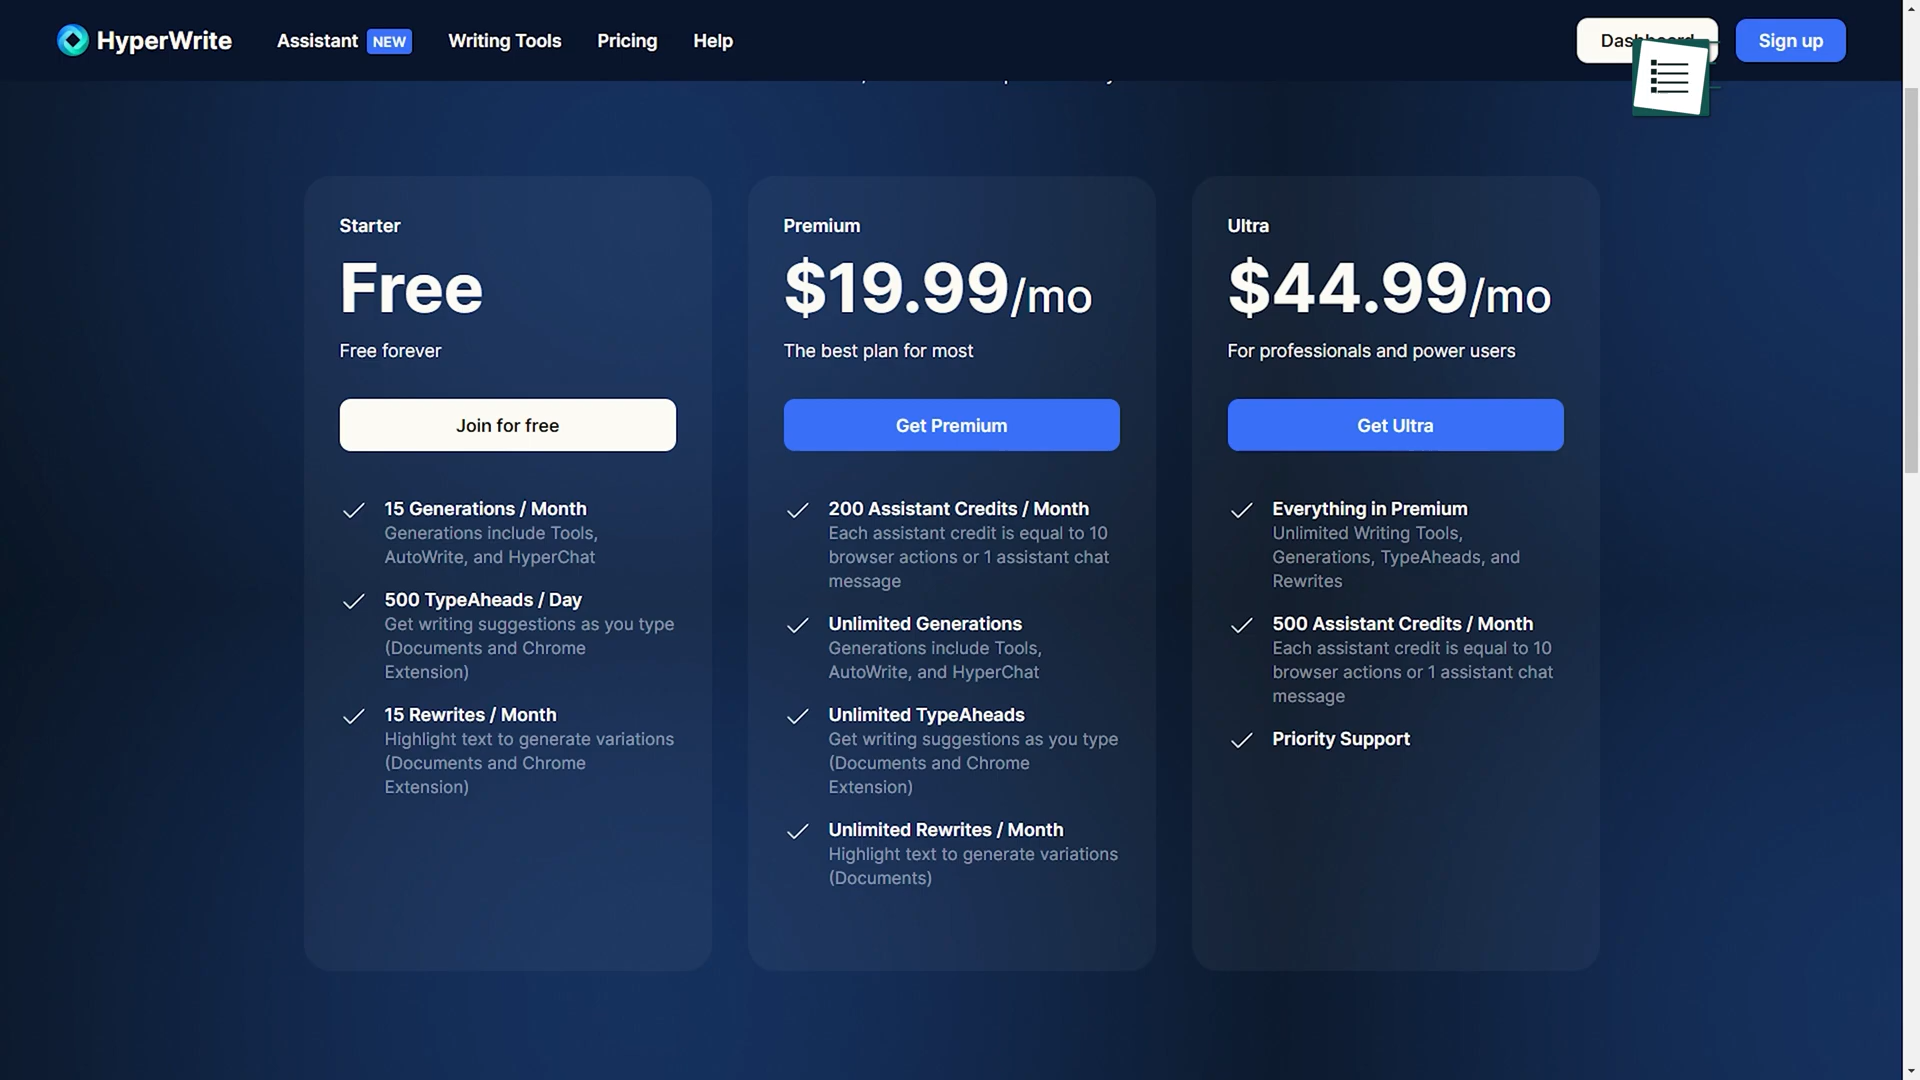 HyperWrite
Assistant NEW
Writing Tools
Pricing
Help
Sign up
Starter
Free
Free forever
Join for free
15 Generations / Month
Generations include Tools,
AutoWrite, and HyperChat
500 TypeAheads / Day
Get writing suggestions as you type
(Documents and Chrome
Extension)
15 Rewrites / Month
Highlight text to generate variations
(Documents and Chrome
Extension)
Premium
$19.99/mo
The best plan for most
Get Premium
200 Assistant Credits / Month
Each assistant credit is equal to 10
browser actions or 1 assistant chat
message
Unlimited Generations
Generations include Tools,
AutoWrite, and HyperChat
Unlimited TypeAheads
Get writing suggestions as you type
(Documents and Chrome
Extension)
Unlimited Rewrites / Month
Highlight text to generate variations
(Documents)
Ultra
$44.99/mo
For professionals and power users
Get Ultra
Everything in Premium
Unlimited Writing Tools,
Generations, TypeAheads, and
Rewrites
500 Assistant Credits / Month
Each assistant credit is equal to 10
browser actions or 1 assistant chat
message
Priority Support